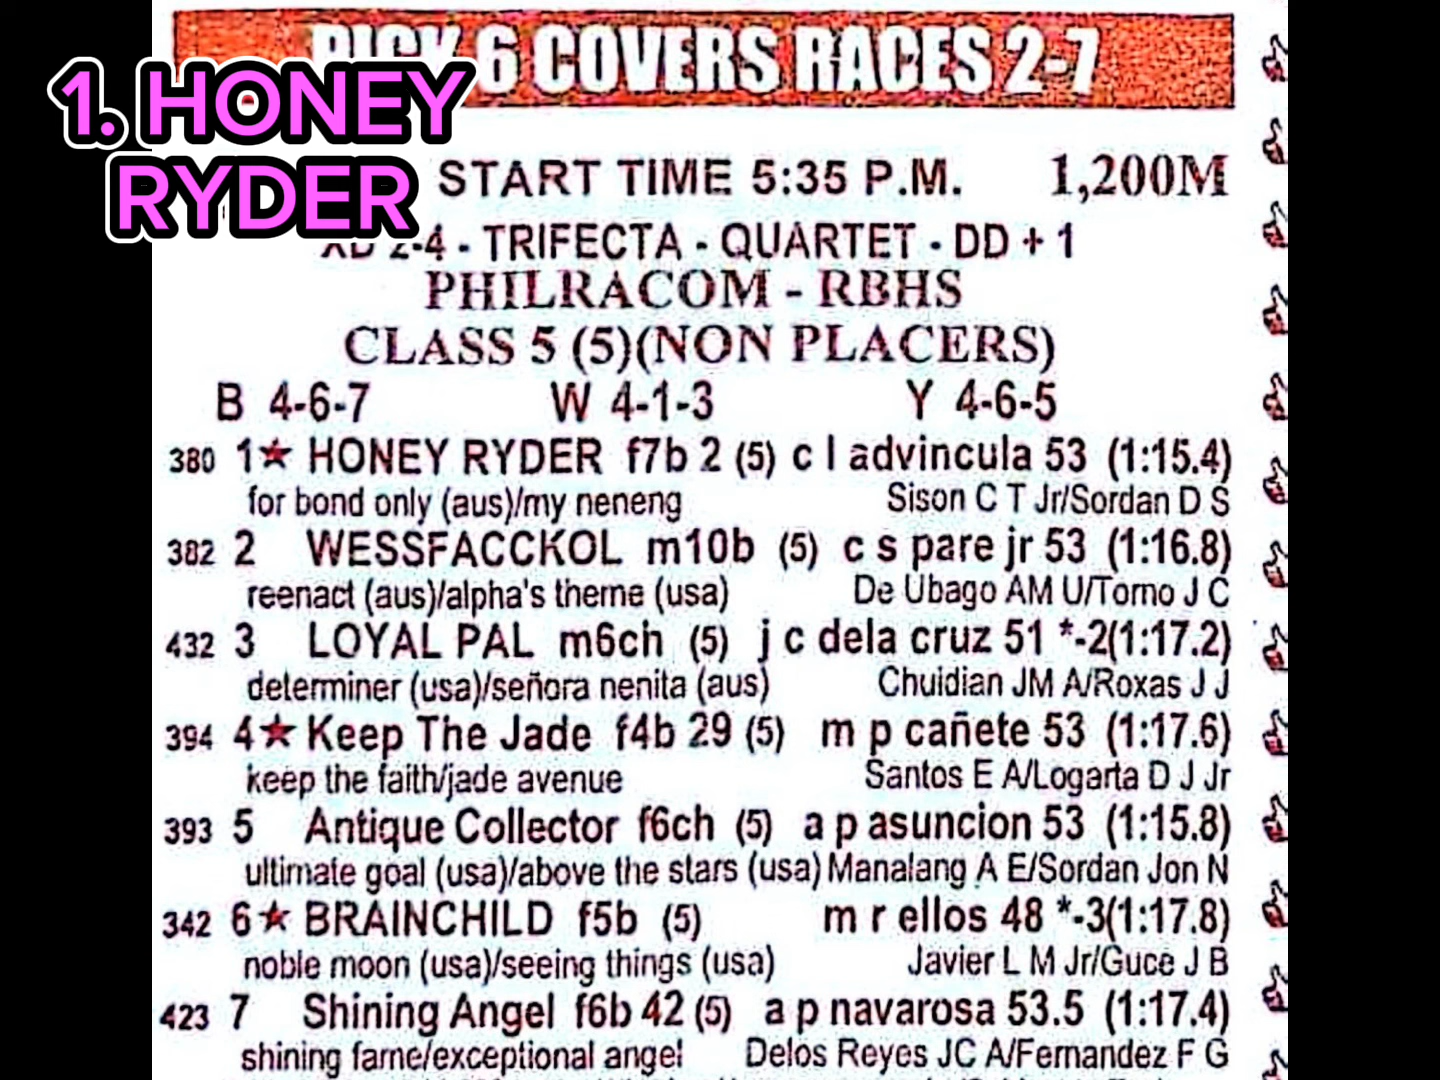 PICK 6 COVERS RACES 2-7
1. HONEY
RYDER
START TIME 5:35 P.M. 1,200M
XD 2-4 - TRIFECTA - QUARTET - DD + 1
PHILRACOM - RBHS
CLASS 5 (5)(NON PLACERS)
B 4-6-7 W 4-1-3 Y 4-6-5
380 1★ HONEY RYDER f7b 2 (5) c l advincula 53 (1:15.4)
for bond only (aus)/my neneng Sison C T Jr/Sordan D S
382 2 WESSFACCKOL m10b (5) c s pare jr 53 (1:16.8)
reenact (aus)/alpha's theme (usa) De Ubago AM U/Torno J C
432 3 LOYAL PAL m6ch (5) j c dela cruz 51 *-2(1:17.2)
determiner (usa)/señora nenita (aus) Chuidian JM A/Roxas J J
394 4★ Keep The Jade f4b 29 (5) m p cañete 53 (1:17.6)
keep the faith/jade avenue Santos E A/Logarta D J Jr
393 5 Antique Collector f6ch (5) a p asuncion 53 (1:15.8)
ultimate goal (usa)/above the stars (usa) Manalang A E/Sordan Jon N
342 6★ BRAINCHILD f5b (5) m r ellos 48 *-3(1:17.8)
noble moon (usa)/seeing things (usa) Javier L M Jr/Guce J B
423 7 Shining Angel f6b 42 (5) a p navarosa 53.5 (1:17.4)
shining fame/exceptional angel Delos Reyes JC A/Fernandez F G